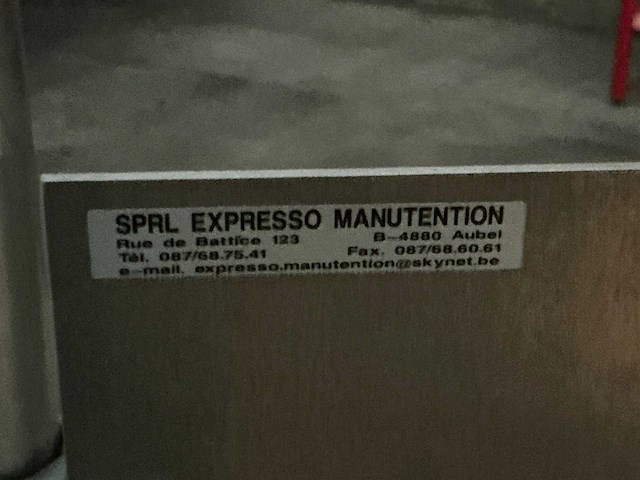 SPRL EXPRESSO MANUTENTION
Rue de Battice 123 B-4880 Aubel
Tél. 087/68.75.41 Fax. 087/68.60.61
e-mail. expresso.manutention@skynet.be